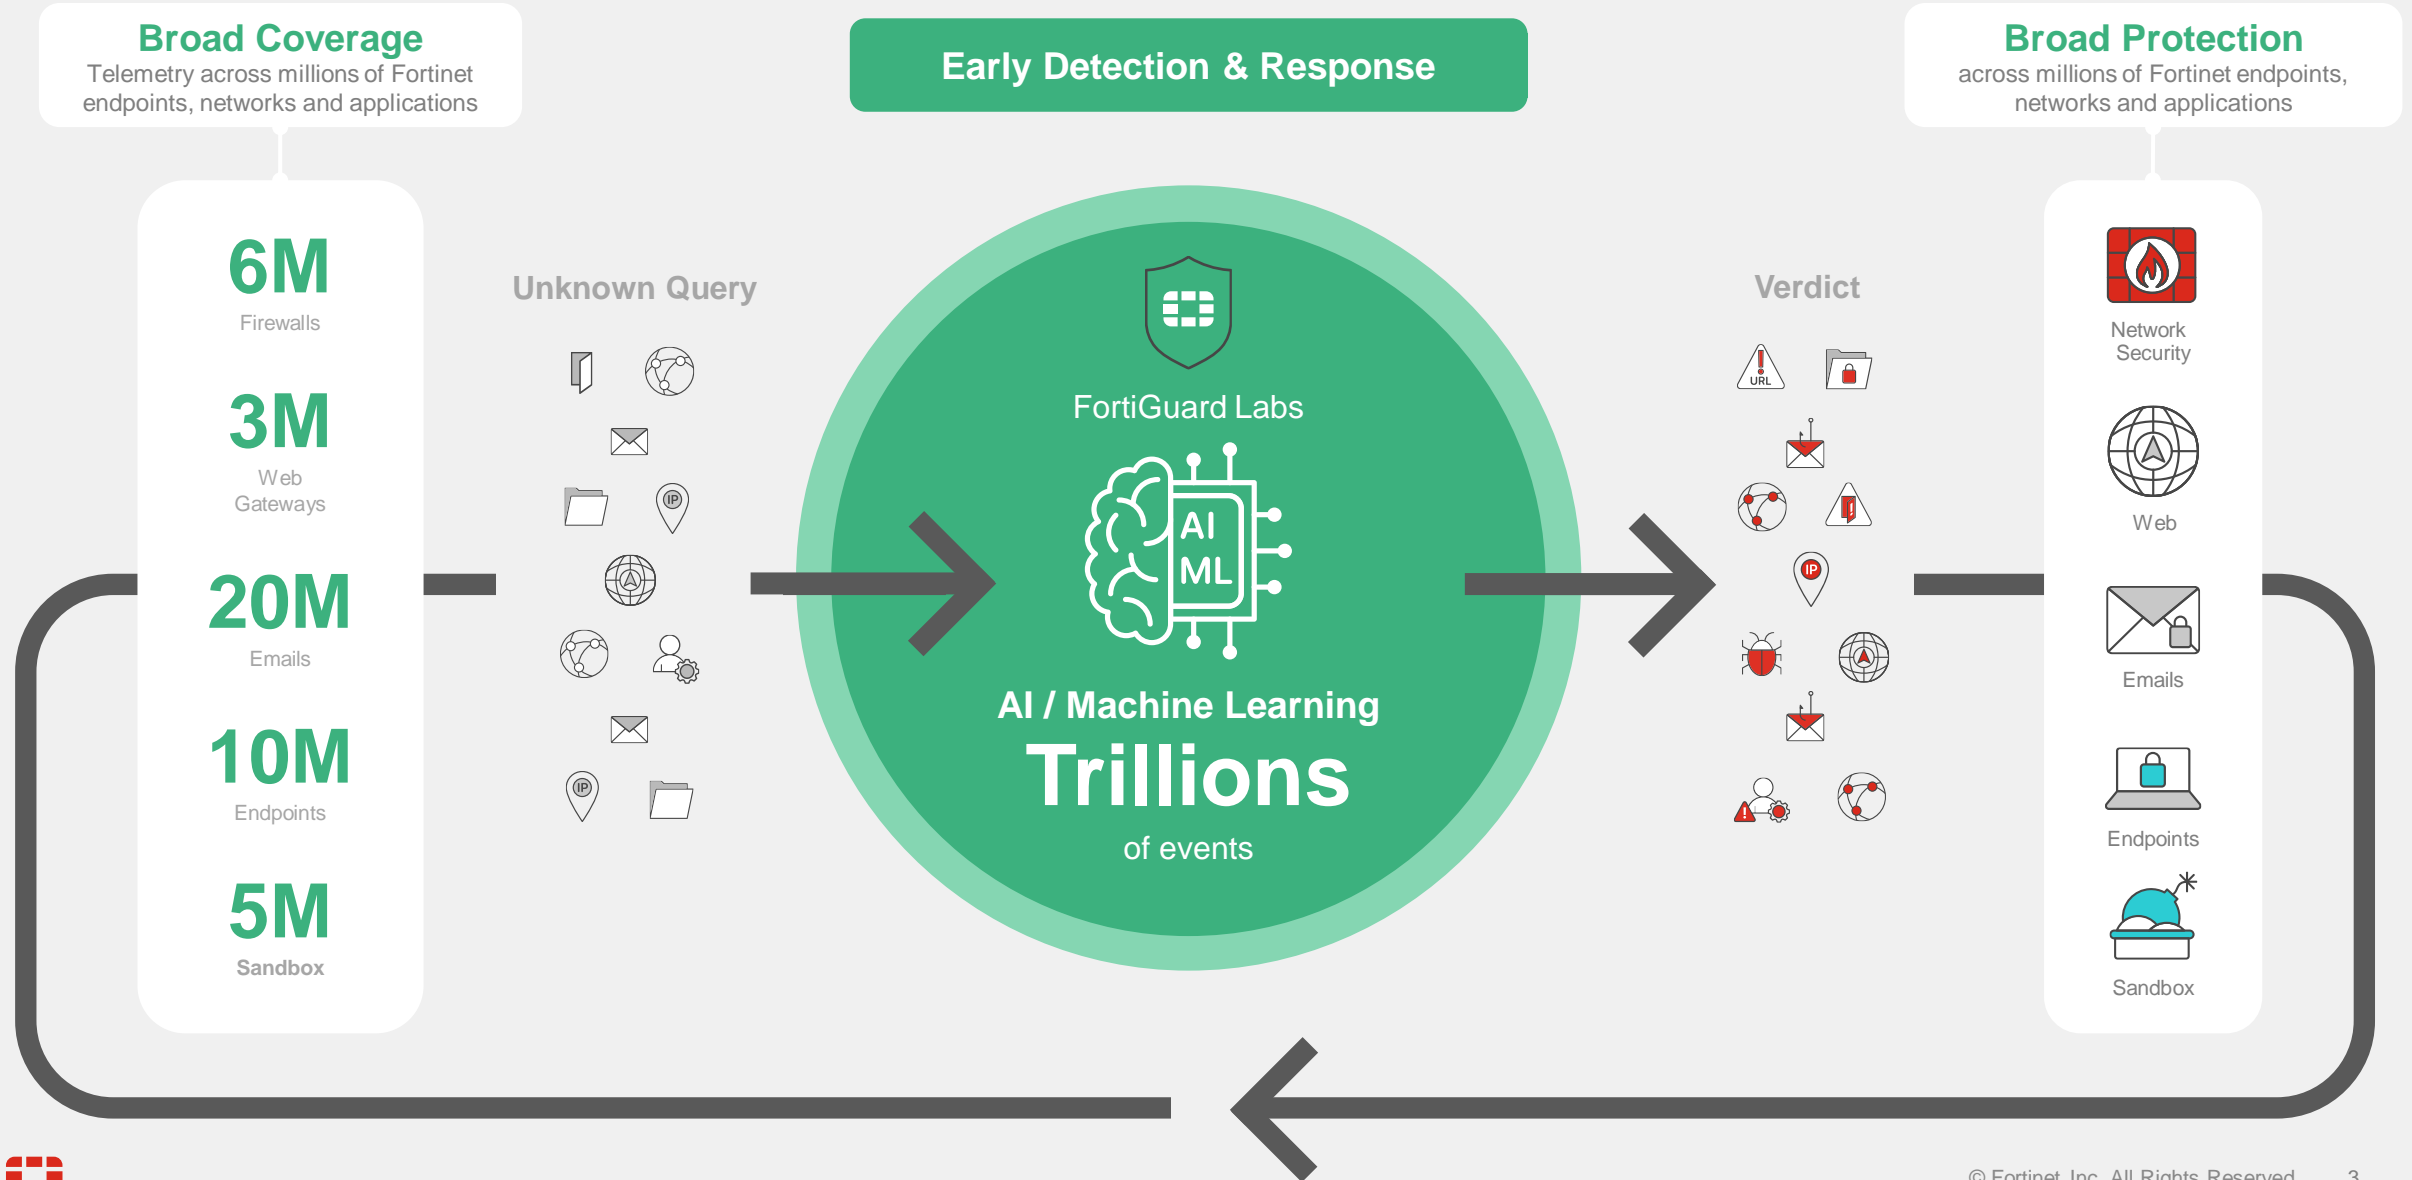 Broad Coverage
Telemetry across millions of Fortinet
endpoints, networks and applications
Early Detection & Response
Broad Protection
across millions of Fortinet endpoints,
networks and applications
6M
Firewalls
3M
Web
Gateways
20M
Emails
10M
Endpoints
5M
Sandbox
Unknown Query
IP
IP
FortiGuard Labs
AI
ML
AI / Machine Learning
Trillions
of events
Verdict
URL
IP
Network
Security
Web
Emails
Endpoints
Sandbox
© Fortinet Inc. All Rights Reserved. 3